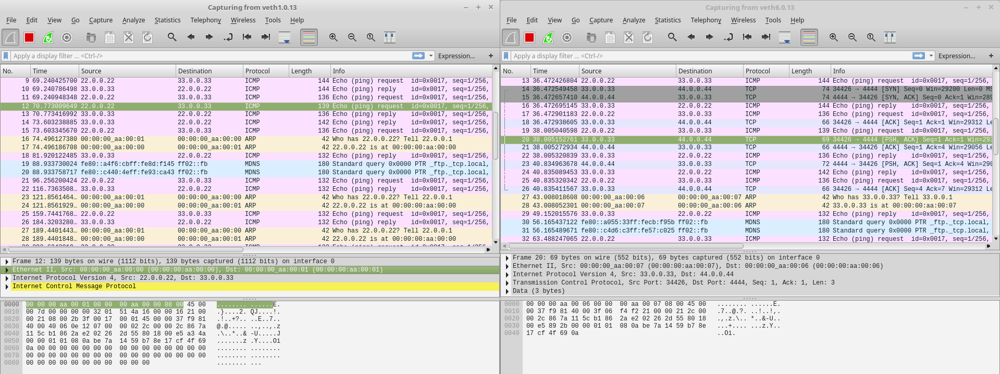 Capturing from veth1.0.13
File Edit View Go Capture Analyze Statistics Telephony Wireless Tools Help
Apply a display filter ... <Ctrl-/> Expression... +
No. Time Source Destination Protocol Length Info
9 69.240425700 22.0.0.22 33.0.0.33 ICMP 144 Echo (ping) request id=0x0017, seq=1/256,
10 69.240786498 33.0.0.33 22.0.0.22 ICMP 144 Echo (ping) reply id=0x0017, seq=1/256,
11 69.240948348 22.0.0.22 33.0.0.33 ICMP 136 Echo (ping) request id=0x0017, seq=1/256,
12 70.773009649 22.0.0.22 33.0.0.33 ICMP 139 Echo (ping) request id=0x0017, seq=1/256,
13 70.773416992 33.0.0.33 22.0.0.22 ICMP 136 Echo (ping) reply id=0x0017, seq=1/256,
14 73.603238885 33.0.0.33 22.0.0.22 ICMP 142 Echo (ping) reply id=0x0017, seq=1/256,
15 73.603345670 22.0.0.22 33.0.0.33 ICMP 136 Echo (ping) request id=0x0017, seq=1/256,
16 74.496127380 00:00:00_aa:00:01 00:00:00_aa:00:00 ARP 42 Who has 22.0.0.22? Tell 22.0.0.1
17 74.496186708 00:00:00_aa:00:00 00:00:00_aa:00:01 ARP 42 22.0.0.22 is at 00:00:00:aa:00:00
18 81.920122485 33.0.0.33 22.0.0.22 ICMP 132 Echo (ping) reply id=0x0017, seq=1/256,
19 88.933730024 fe80::a4f6:cbff:fe8d:f145 ff02::fb MDNS 180 Standard query 0x0000 PTR _ftp._tcp.local,
20 88.933758717 fe80::c440:4eff:fe93:ca43 ff02::fb MDNS 180 Standard query 0x0000 PTR _ftp._tcp.local,
21 96.256200424 22.0.0.22 33.0.0.33 ICMP 132 Echo (ping) request id=0x0017, seq=1/256,
22 116.7363508… 33.0.0.33 22.0.0.22 ICMP 132 Echo (ping) reply id=0x0017, seq=1/256,
23 121.8561464… 00:00:00_aa:00:01 00:00:00_aa:00:00 ARP 42 Who has 22.0.0.22? Tell 22.0.0.1
24 121.8561929… 00:00:00_aa:00:00 00:00:00_aa:00:01 ARP 42 22.0.0.22 is at 00:00:00:aa:00:00
25 159.7441768… 22.0.0.22 33.0.0.33 ICMP 132 Echo (ping) request id=0x0017, seq=1/256,
26 184.3203280… 33.0.0.33 22.0.0.22 ICMP 132 Echo (ping) reply id=0x0017, seq=1/256,
27 189.4401443… 00:00:00_aa:00:01 00:00:00_aa:00:00 ARP 42 Who has 22.0.0.22? Tell 22.0.0.1
28 189.4401848… 00:00:00_aa:00:00 00:00:00_aa:00:01 ARP 42 22.0.0.22 is at 00:00:00:aa:00:00
Frame 12: 139 bytes on wire (1112 bits), 139 bytes captured (1112 bits) on interface 0
Ethernet II, Src: 00:00:00_aa:00:00 (00:00:00:aa:00:00), Dst: 00:00:00_aa:00:01 (00:00:00:aa:00:01)
Internet Protocol Version 4, Src: 22.0.0.22, Dst: 33.0.0.33
Internet Control Message Protocol
0000 00 00 00 aa 00 01 00 00 00 aa 00 00 08 00 45 00 ........ ......E.
0010 00 7d 00 00 00 00 32 01 51 4a 16 00 00 16 21 00 .}....2. QJ....!.
0020 00 21 08 00 2b 3f 00 17 00 01 45 00 00 37 f9 81 .!..+?.. ..E..7..
0030 40 00 40 06 0e 12 07 00 00 02 2c 00 00 2c 86 7a @.@..... ..,..,.z
0040 11 5c b1 86 2a e2 02 26 2d 55 80 18 00 e5 a3 4a .\..*..& -U.....J
0050 00 00 01 01 08 0a be 7a 14 59 b7 8e 17 cf 4f 69 .......z .Y....Oi
0060 0a 00 00 00 00 00 00 00 00 00 00 00 00 00 00 00 ........ ........
0070 00 00 00 00 00 00 00 00 00 00 00 00 00 00 00 00 ........ ........
0080 00 00 00 00 00 00 00 00 00 00 00 ........ ...
Capturing from veth6.0.13
File Edit View Go Capture Analyze Statistics Telephony Wireless Tools Help
Apply a display filter ... <Ctrl-/> Expression... +
No. Time Source Destination Protocol Length Info
13 36.472426804 22.0.0.22 33.0.0.33 ICMP 144 Echo (ping) request id=0x0017, seq=1/256,
14 36.472549458 33.0.0.33 44.0.0.44 TCP 74 34426 → 4444 [SYN] Seq=0 Win=29200 Len=0 MS
15 36.472657410 44.0.0.44 33.0.0.33 TCP 74 4444 → 34426 [SYN, ACK] Seq=0 Ack=1 Win=289
16 36.472695145 33.0.0.33 22.0.0.22 ICMP 144 Echo (ping) reply id=0x0017, seq=1/256,
17 36.472901183 22.0.0.22 33.0.0.33 ICMP 136 Echo (ping) request id=0x0017, seq=1/256,
18 36.472938605 33.0.0.33 44.0.0.44 TCP 66 34426 → 4444 [ACK] Seq=1 Ack=1 Win=29312 Le
19 38.005040598 22.0.0.22 33.0.0.33 ICMP 139 Echo (ping) request id=0x0017, seq=1/256,
20 38.005152761 33.0.0.33 44.0.0.44 TCP 69 34426 → 4444 [PSH, ACK] Seq=1 Ack=1 Win=293
21 38.005272934 44.0.0.44 33.0.0.33 TCP 66 4444 → 34426 [ACK] Seq=1 Ack=4 Win=29056 Le
22 38.005320839 33.0.0.33 22.0.0.22 ICMP 136 Echo (ping) reply id=0x0017, seq=1/256,
23 40.834963678 44.0.0.44 33.0.0.33 TCP 72 4444 → 34426 [PSH, ACK] Seq=1 Ack=4 Win=290
24 40.835089453 33.0.0.33 22.0.0.22 ICMP 142 Echo (ping) reply id=0x0017, seq=1/256,
25 40.835320342 22.0.0.22 33.0.0.33 ICMP 136 Echo (ping) request id=0x0017, seq=1/256,
26 40.835411567 33.0.0.33 44.0.0.44 TCP 66 34426 → 4444 [ACK] Seq=4 Ack=7 Win=29312 Le
27 43.008018608 00:00:00_aa:00:06 00:00:00_aa:00:07 ARP 42 Who has 33.0.0.33? Tell 33.0.0.1
28 43.008052301 00:00:00_aa:00:07 00:00:00_aa:00:06 ARP 42 33.0.0.33 is at 00:00:00:aa:00:07
29 49.152015576 33.0.0.33 22.0.0.22 ICMP 132 Echo (ping) reply id=0x0017, seq=1/256,
30 56.165437122 fe80::a055:33ff:fecb:f95b ff02::fb MDNS 180 Standard query 0x0000 PTR _ftp._tcp.local,
31 56.165489671 fe80::c4d6:c3ff:fe57:c025 ff02::fb MDNS 180 Standard query 0x0000 PTR _ftp._tcp.local,
32 63.488247065 22.0.0.22 33.0.0.33 ICMP 132 Echo (ping) request id=0x0017, seq=1/256,
Frame 20: 69 bytes on wire (552 bits), 69 bytes captured (552 bits) on interface 0
Ethernet II, Src: 00:00:00_aa:00:07 (00:00:00:aa:00:07), Dst: 00:00:00_aa:00:06 (00:00:00:aa:00:06)
Internet Protocol Version 4, Src: 33.0.0.33, Dst: 44.0.0.44
Transmission Control Protocol, Src Port: 34426, Dst Port: 4444, Seq: 1, Ack: 1, Len: 3
Data (3 bytes)
0000 00 00 00 aa 00 06 00 00 00 aa 00 07 08 00 45 00 ........ ......E.
0010 00 37 f9 81 40 00 3f 06 f4 f2 21 00 00 21 2c 00 .7..@.?. ..!..!,.
0020 00 2c 86 7a 11 5c b1 86 2a e2 02 26 2d 55 80 18 .,.z.\.. *..&-U..
0030 00 e5 89 2b 00 00 01 01 08 0a be 7a 14 59 b7 8e ...+.... ...z.Y..
0040 17 cf 4f 69 0a ..Oi.